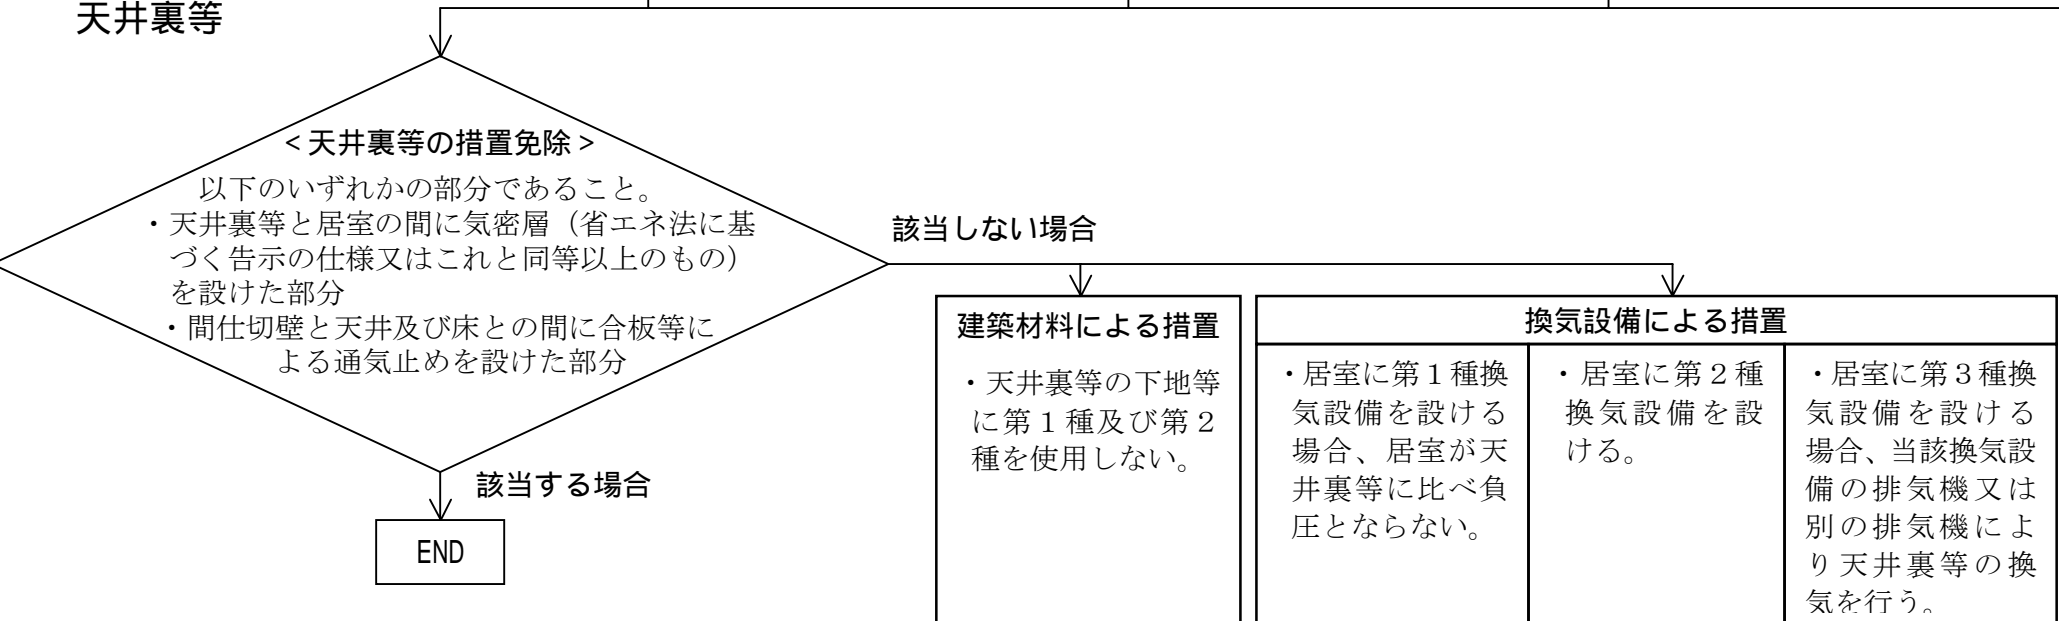 天井裏等
<天井裏等の措置免除>
以下のいずれかの部分であること。
・天井裏等と居室の間に気密層（省エネ法に基
づく告示の仕様又はこれと同等以上のもの）
を設けた部分
・間仕切壁と天井及び床との間に合板等に
よる通気止めを設けた部分
該当しない場合
該当する場合
END
建築材料による措置
・天井裏等の下地等
に第１種及び第２
種を使用しない。
換気設備による措置
・居室に第１種換
気設備を設ける
場合、居室が天
井裏等に比べ負
圧とならない。
・居室に第２種
換気設備を設
ける。
・居室に第３種換
気設備を設ける
場合、当該換気設
備の排気機又は
別の排気機によ
り天井裏等の換
気を行う。